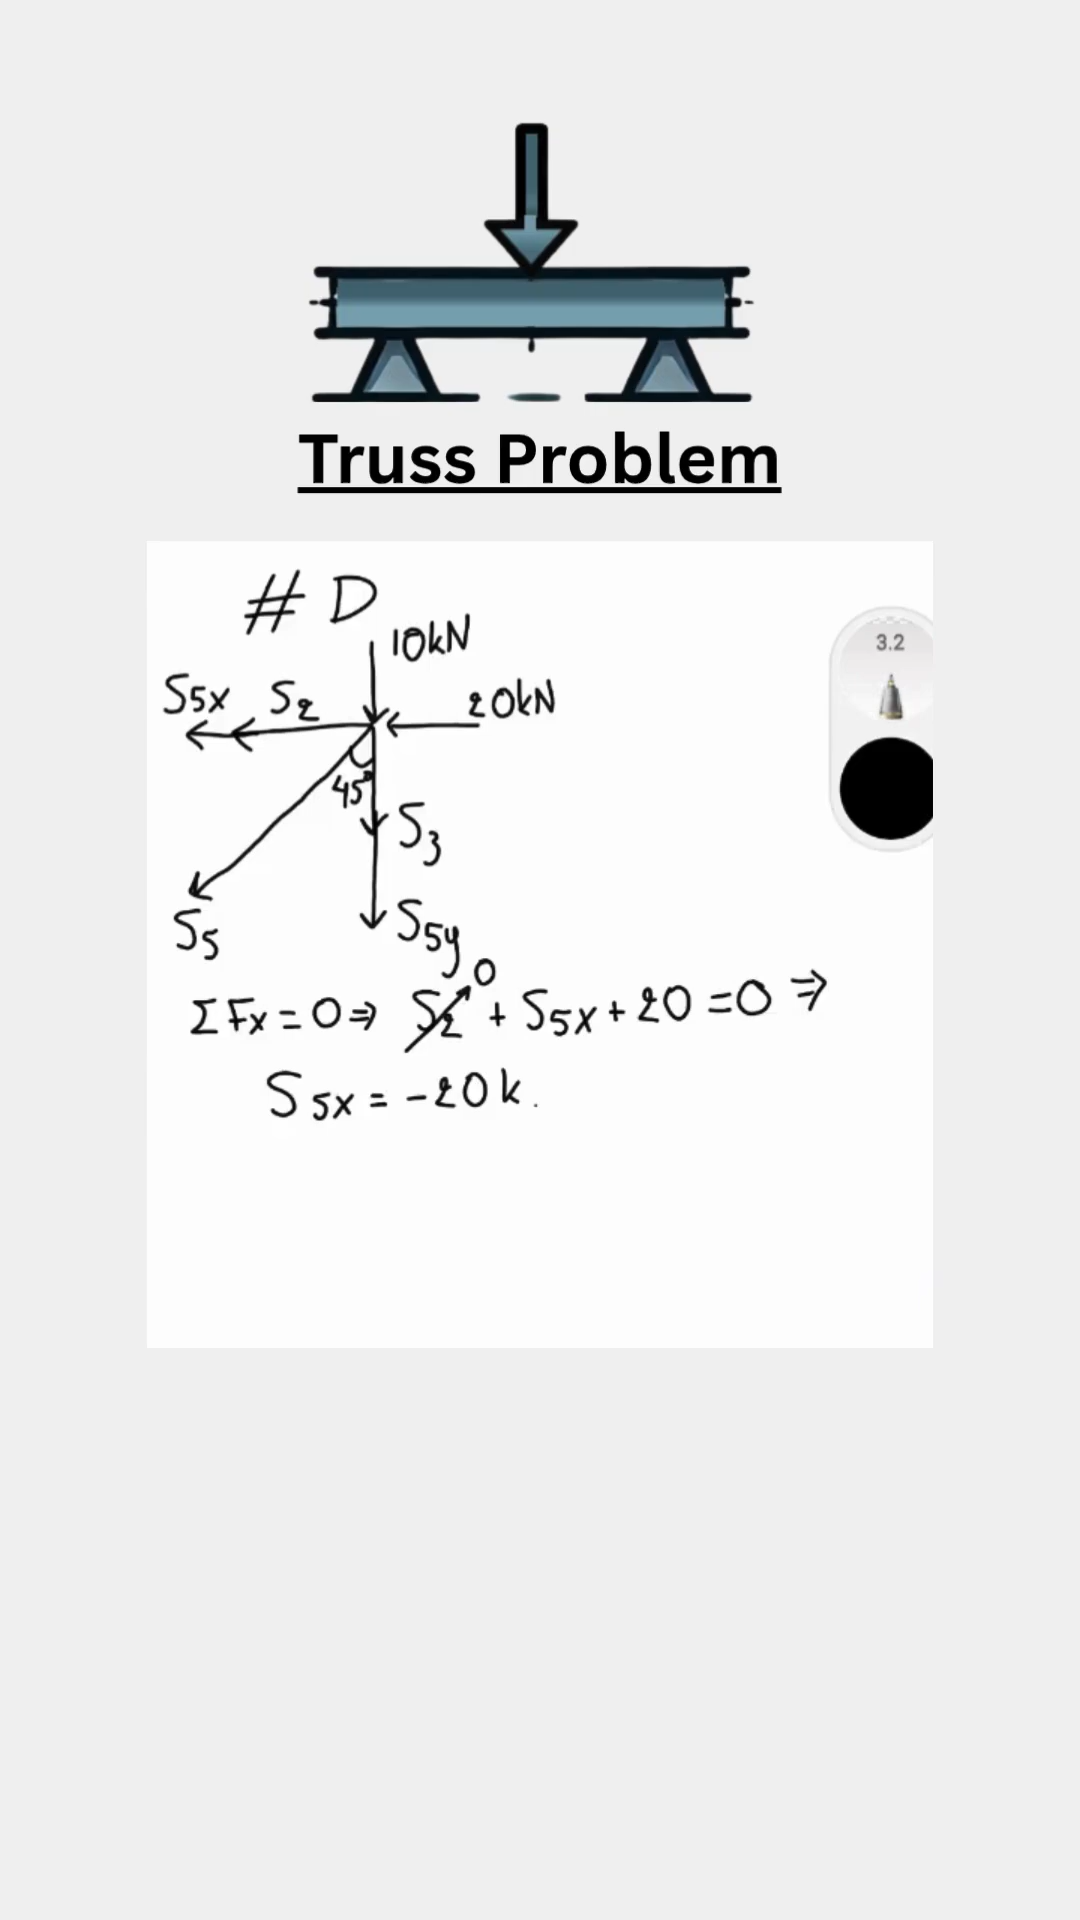 Truss Problem
# D
10kN
3.2
S5x S2 20kN
45°
S3
S5 S5y
ΣFx = 0 ⇒ S2 0 + S5x + 20 = 0 ⇒
S5x = -20k.